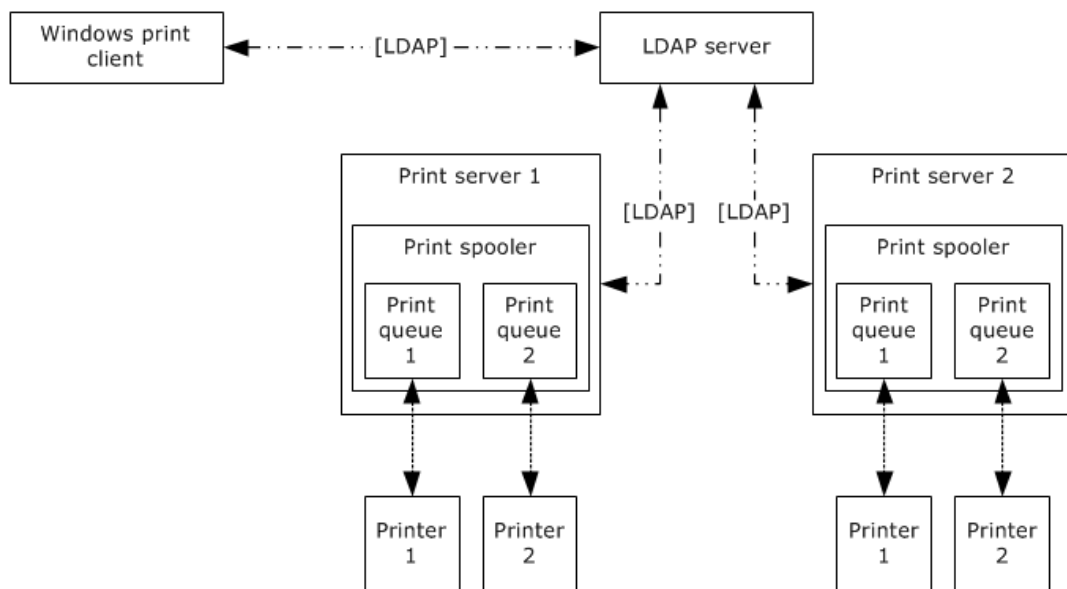 Windows print
client
[LDAP]
LDAP server
Print server 1
Print server 2
[LDAP]
[LDAP]
Print spooler
Print spooler
Print
queue
1
Print
queue
2
Print
queue
1
Print
queue
2
Printer
1
Printer
2
Printer
1
Printer
2